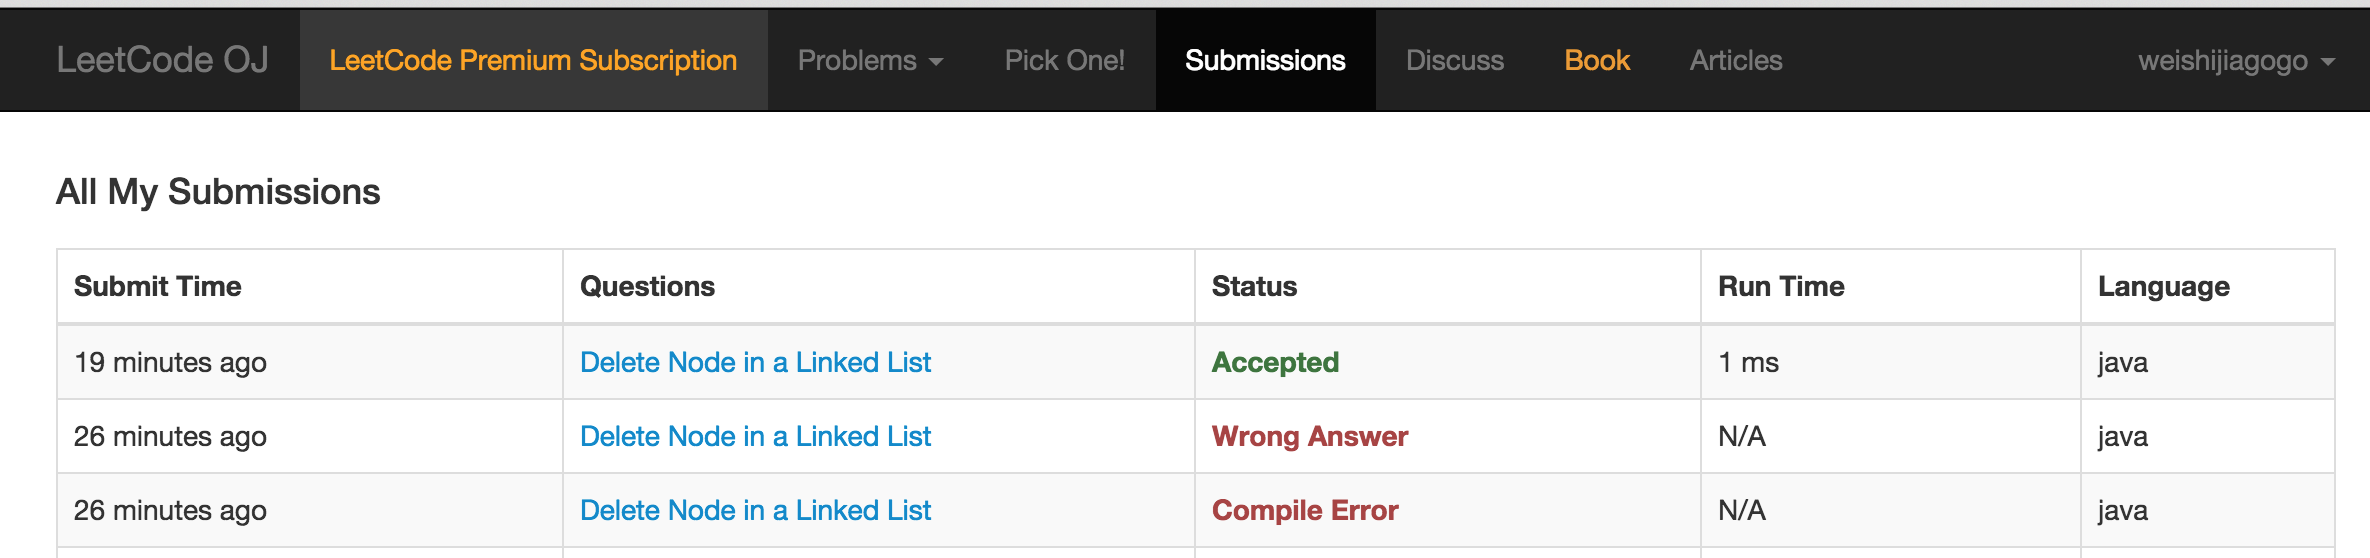 LeetCode OJ LeetCode Premium Subscription Problems Pick One! Submissions Discuss Book Articles weishijiagogo
All My Submissions
Submit Time Questions Status Run Time Language
19 minutes ago Delete Node in a Linked List Accepted 1 ms java
26 minutes ago Delete Node in a Linked List Wrong Answer N/A java
26 minutes ago Delete Node in a Linked List Compile Error N/A java